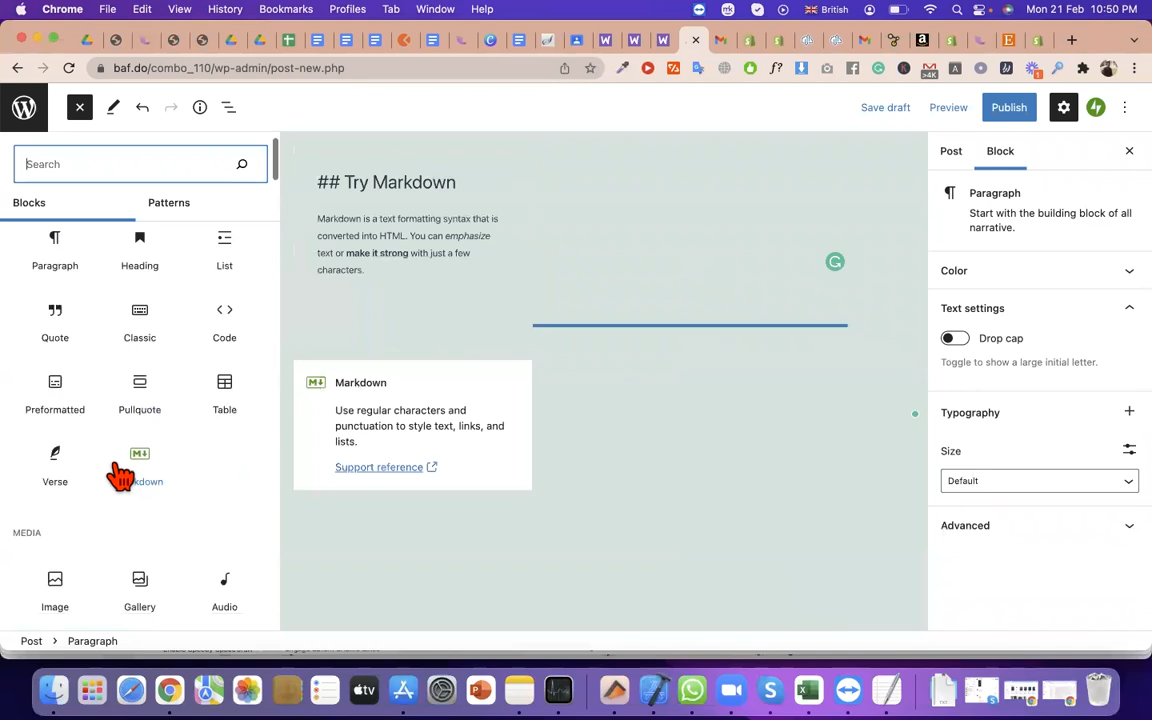 Chrome File Edit View History Bookmarks Profiles Tab Window Help
British
Mon 21 Feb 10:50 PM
baf.do/combo_110/wp-admin/post-new.php
f?
>4K
Save draft
Preview
Publish
Search
Blocks
Patterns
Paragraph
Heading
List
Quote
Classic
Code
Preformatted
Pullquote
Table
Verse
kdown
MEDIA
Image
Gallery
Audio
Post
Paragraph
## Try Markdown
Markdown is a text formatting syntax that is
converted into HTML. You can emphasize
text or make it strong with just a few
characters.
Markdown
Use regular characters and
punctuation to style text, links, and
lists.
Support reference
Post
Block
Paragraph
Start with the building block of all
narrative.
Color
Text settings
Drop cap
Toggle to show a large initial letter.
Typography
Size
Default
Advanced
tv